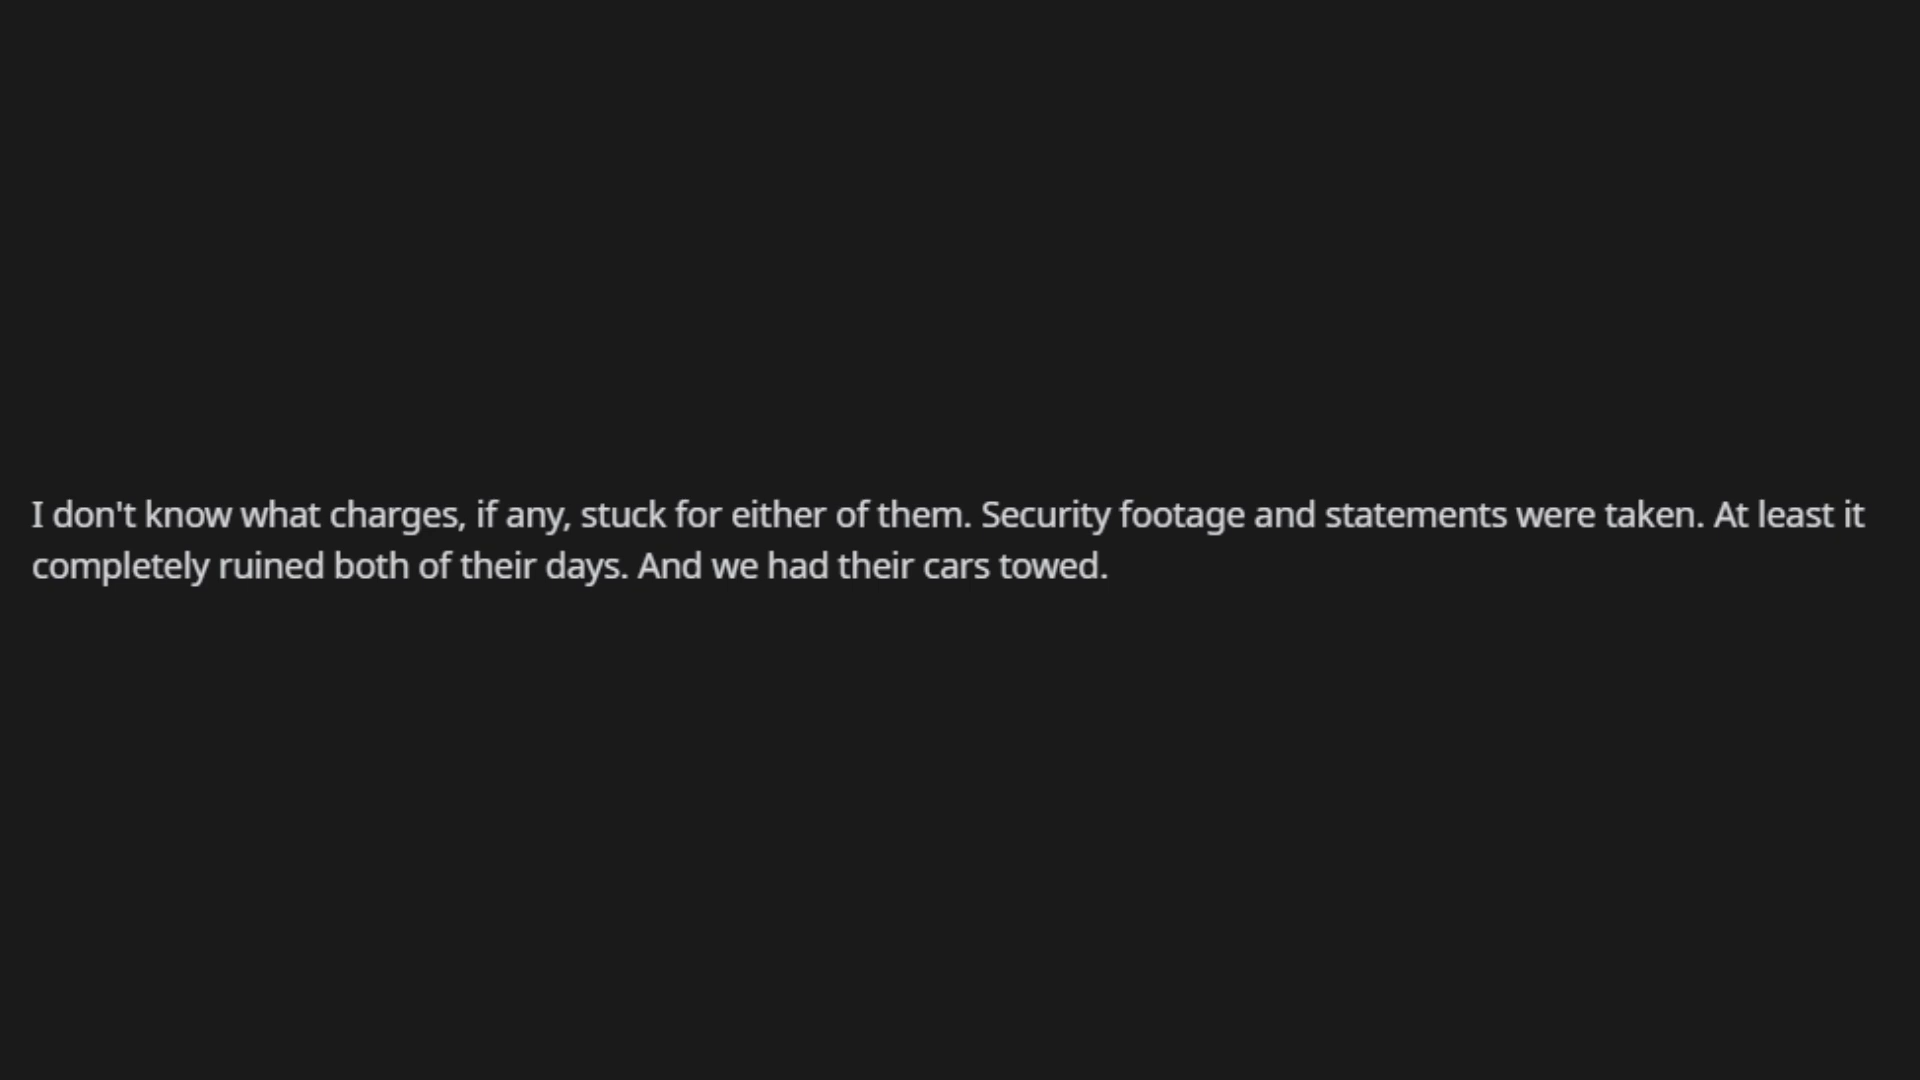 I don't know what charges, if any, stuck for either of them. Security footage and statements were taken. At least it
completely ruined both of their days. And we had their cars towed.